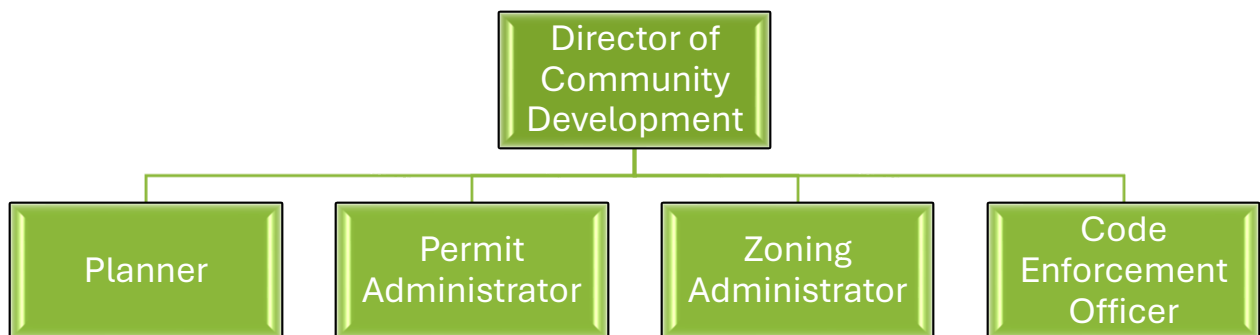 Director of
Community
Development
Planner
Permit
Administrator
Zoning
Administrator
Code
Enforcement
Officer